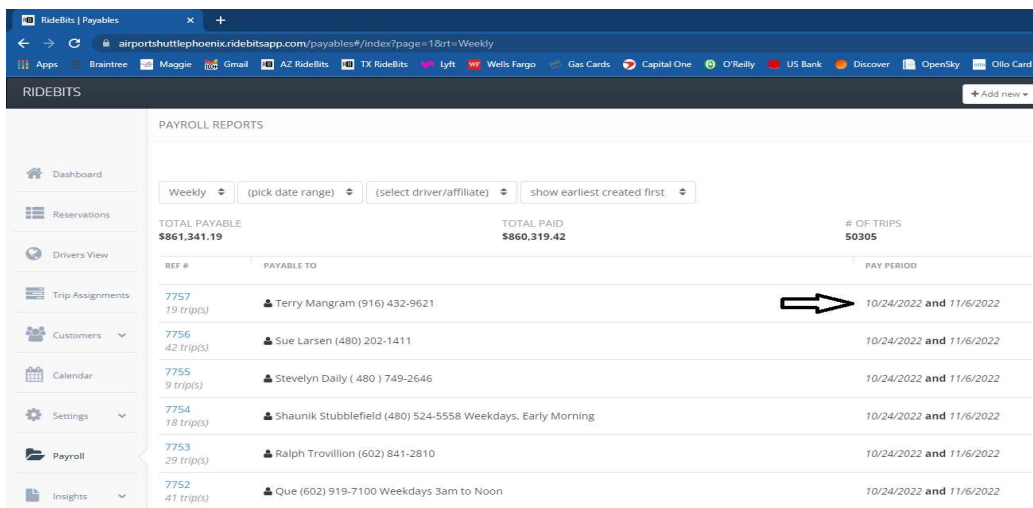 RideBits | Payables
airportshuttlephoenix.ridebitsapp.com/payables#/index?page=1&rt=Weekly
Apps Braintree Maggie Gmail AZ RideBits TX RideBits Lyft Wells Fargo Gas Cards Capital One O'Reilly US Bank Discover OpenSky Ollo Card
RIDEBITS
+ Add new
PAYROLL REPORTS
Dashboard
Reservations
Drivers View
Trip Assignments
Customers
Calendar
Settings
Payroll
Insights
Weekly (pick date range) (select driver/affiliate) show earliest created first
TOTAL PAYABLE TOTAL PAID # OF TRIPS
$861,341.19 $860,319.42 50305
REF # PAYABLE TO PAY PERIOD
7757 Terry Mangram (916) 432-9621 10/24/2022 and 11/6/2022
19 trip(s)
7756 Sue Larsen (480) 202-1411 10/24/2022 and 11/6/2022
42 trip(s)
7755 Stevelyn Daily ( 480 ) 749-2646 10/24/2022 and 11/6/2022
9 trip(s)
7754 Shaunik Stubblefield (480) 524-5558 Weekdays, Early Morning 10/24/2022 and 11/6/2022
18 trip(s)
7753 Ralph Trovillion (602) 841-2810 10/24/2022 and 11/6/2022
29 trip(s)
7752 Que (602) 919-7100 Weekdays 3am to Noon 10/24/2022 and 11/6/2022
41 trip(s)